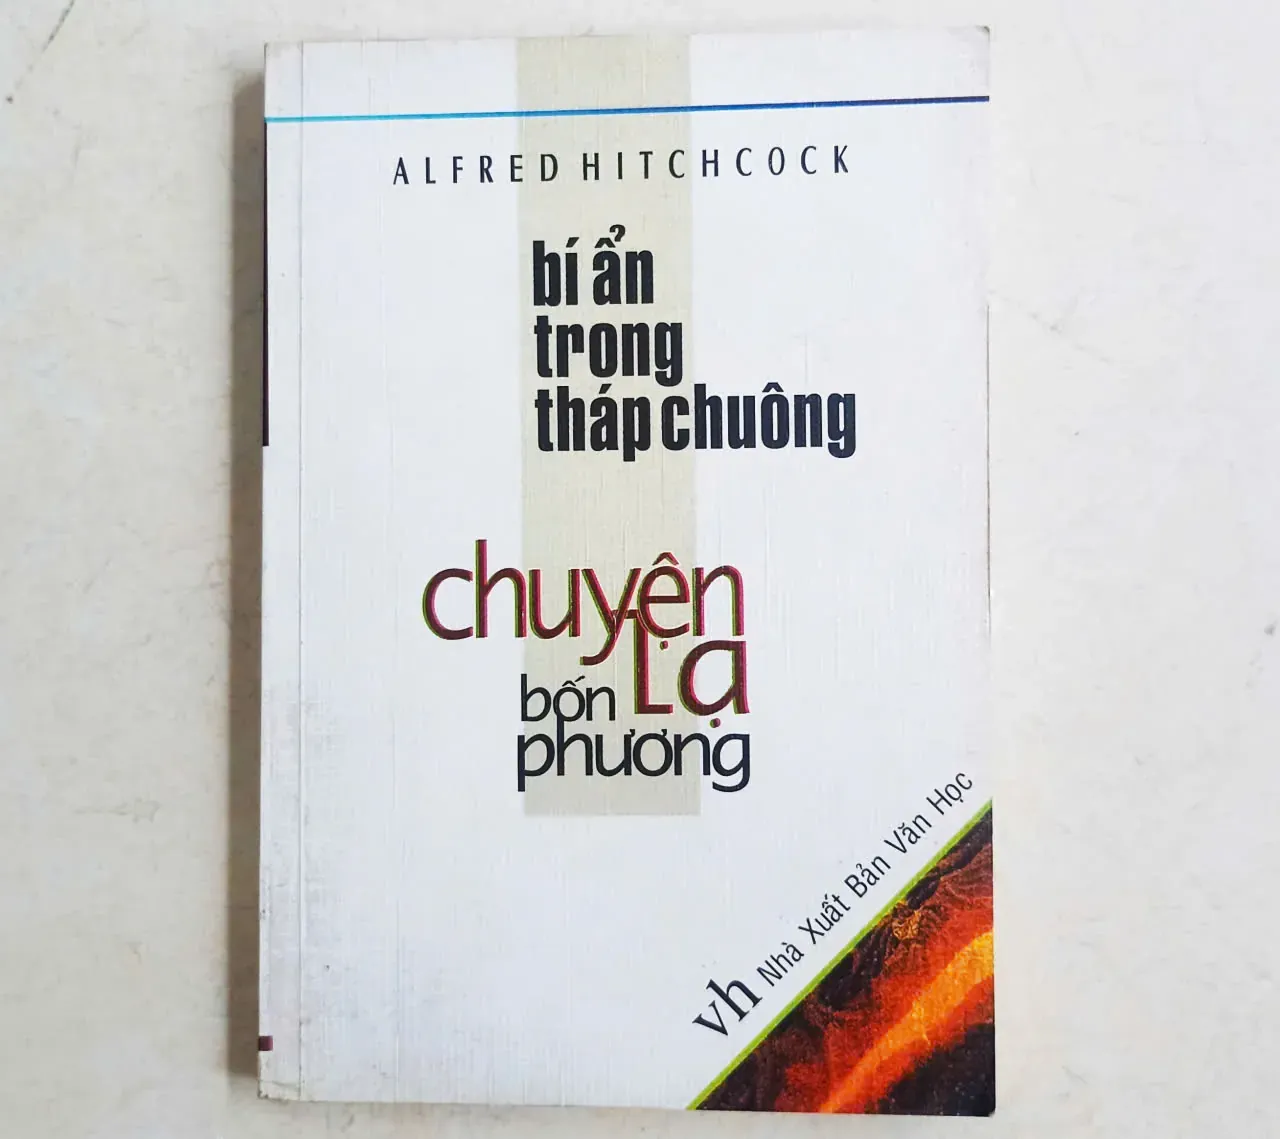 ALFRED HITCHCOCK
bí ẩn
trong
tháp chuông
chuyện
Lạ
bốn
phương
vh Nhà Xuất Bản Văn Học